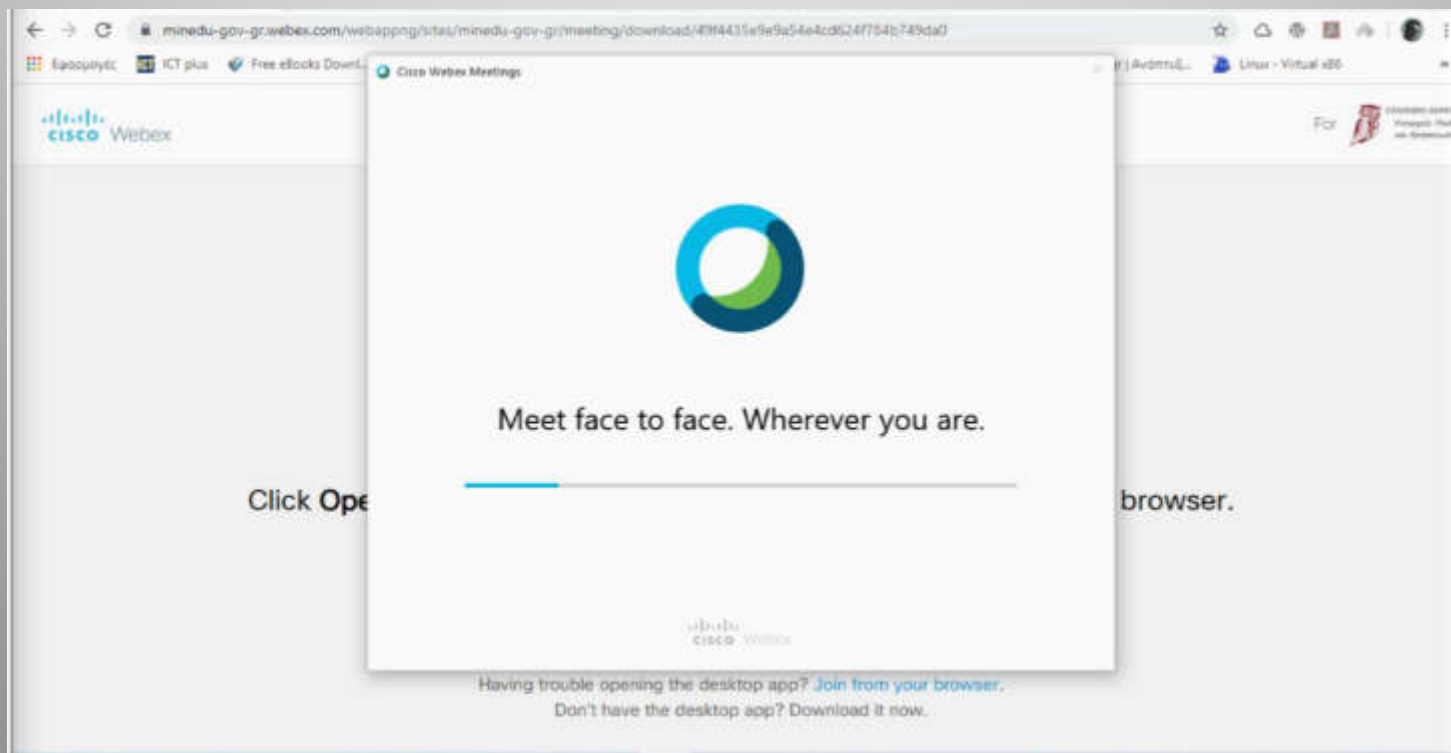 minedu-gov-gr.webex.com/webappng/sites/minedu-gov-gr/meeting/download/
Εφαρμογές ICT plus Free eBooks Downl... Linux - Virtual x86
Cisco Webex Meetings
cisco Webex
For
Meet face to face. Wherever you are.
Click Ope browser.
cisco Webex
Having trouble opening the desktop app? Join from your browser.
Don't have the desktop app? Download it now.